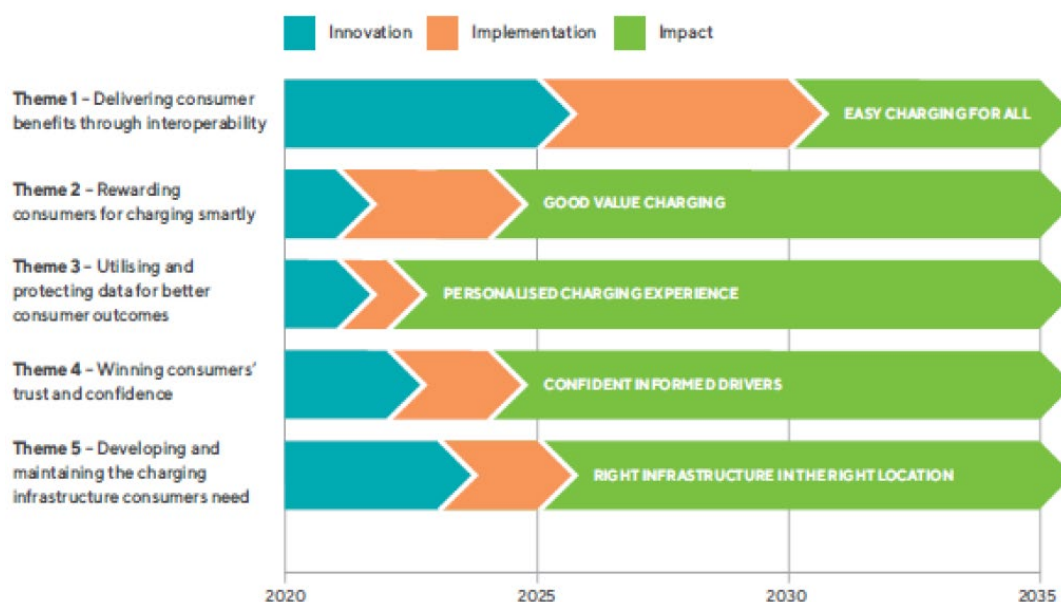 Innovation
Implementation
Impact
Theme 1 – Delivering consumer
benefits through interoperability
EASY CHARGING FOR ALL
Theme 2 – Rewarding
consumers for charging smartly
GOOD VALUE CHARGING
Theme 3 – Utilising and
protecting data for better
consumer outcomes
PERSONALISED CHARGING EXPERIENCE
Theme 4 – Winning consumers’
trust and confidence
CONFIDENT INFORMED DRIVERS
Theme 5 – Developing and
maintaining the charging
infrastructure consumers need
RIGHT INFRASTRUCTURE IN THE RIGHT LOCATION
2020
2025
2030
2035